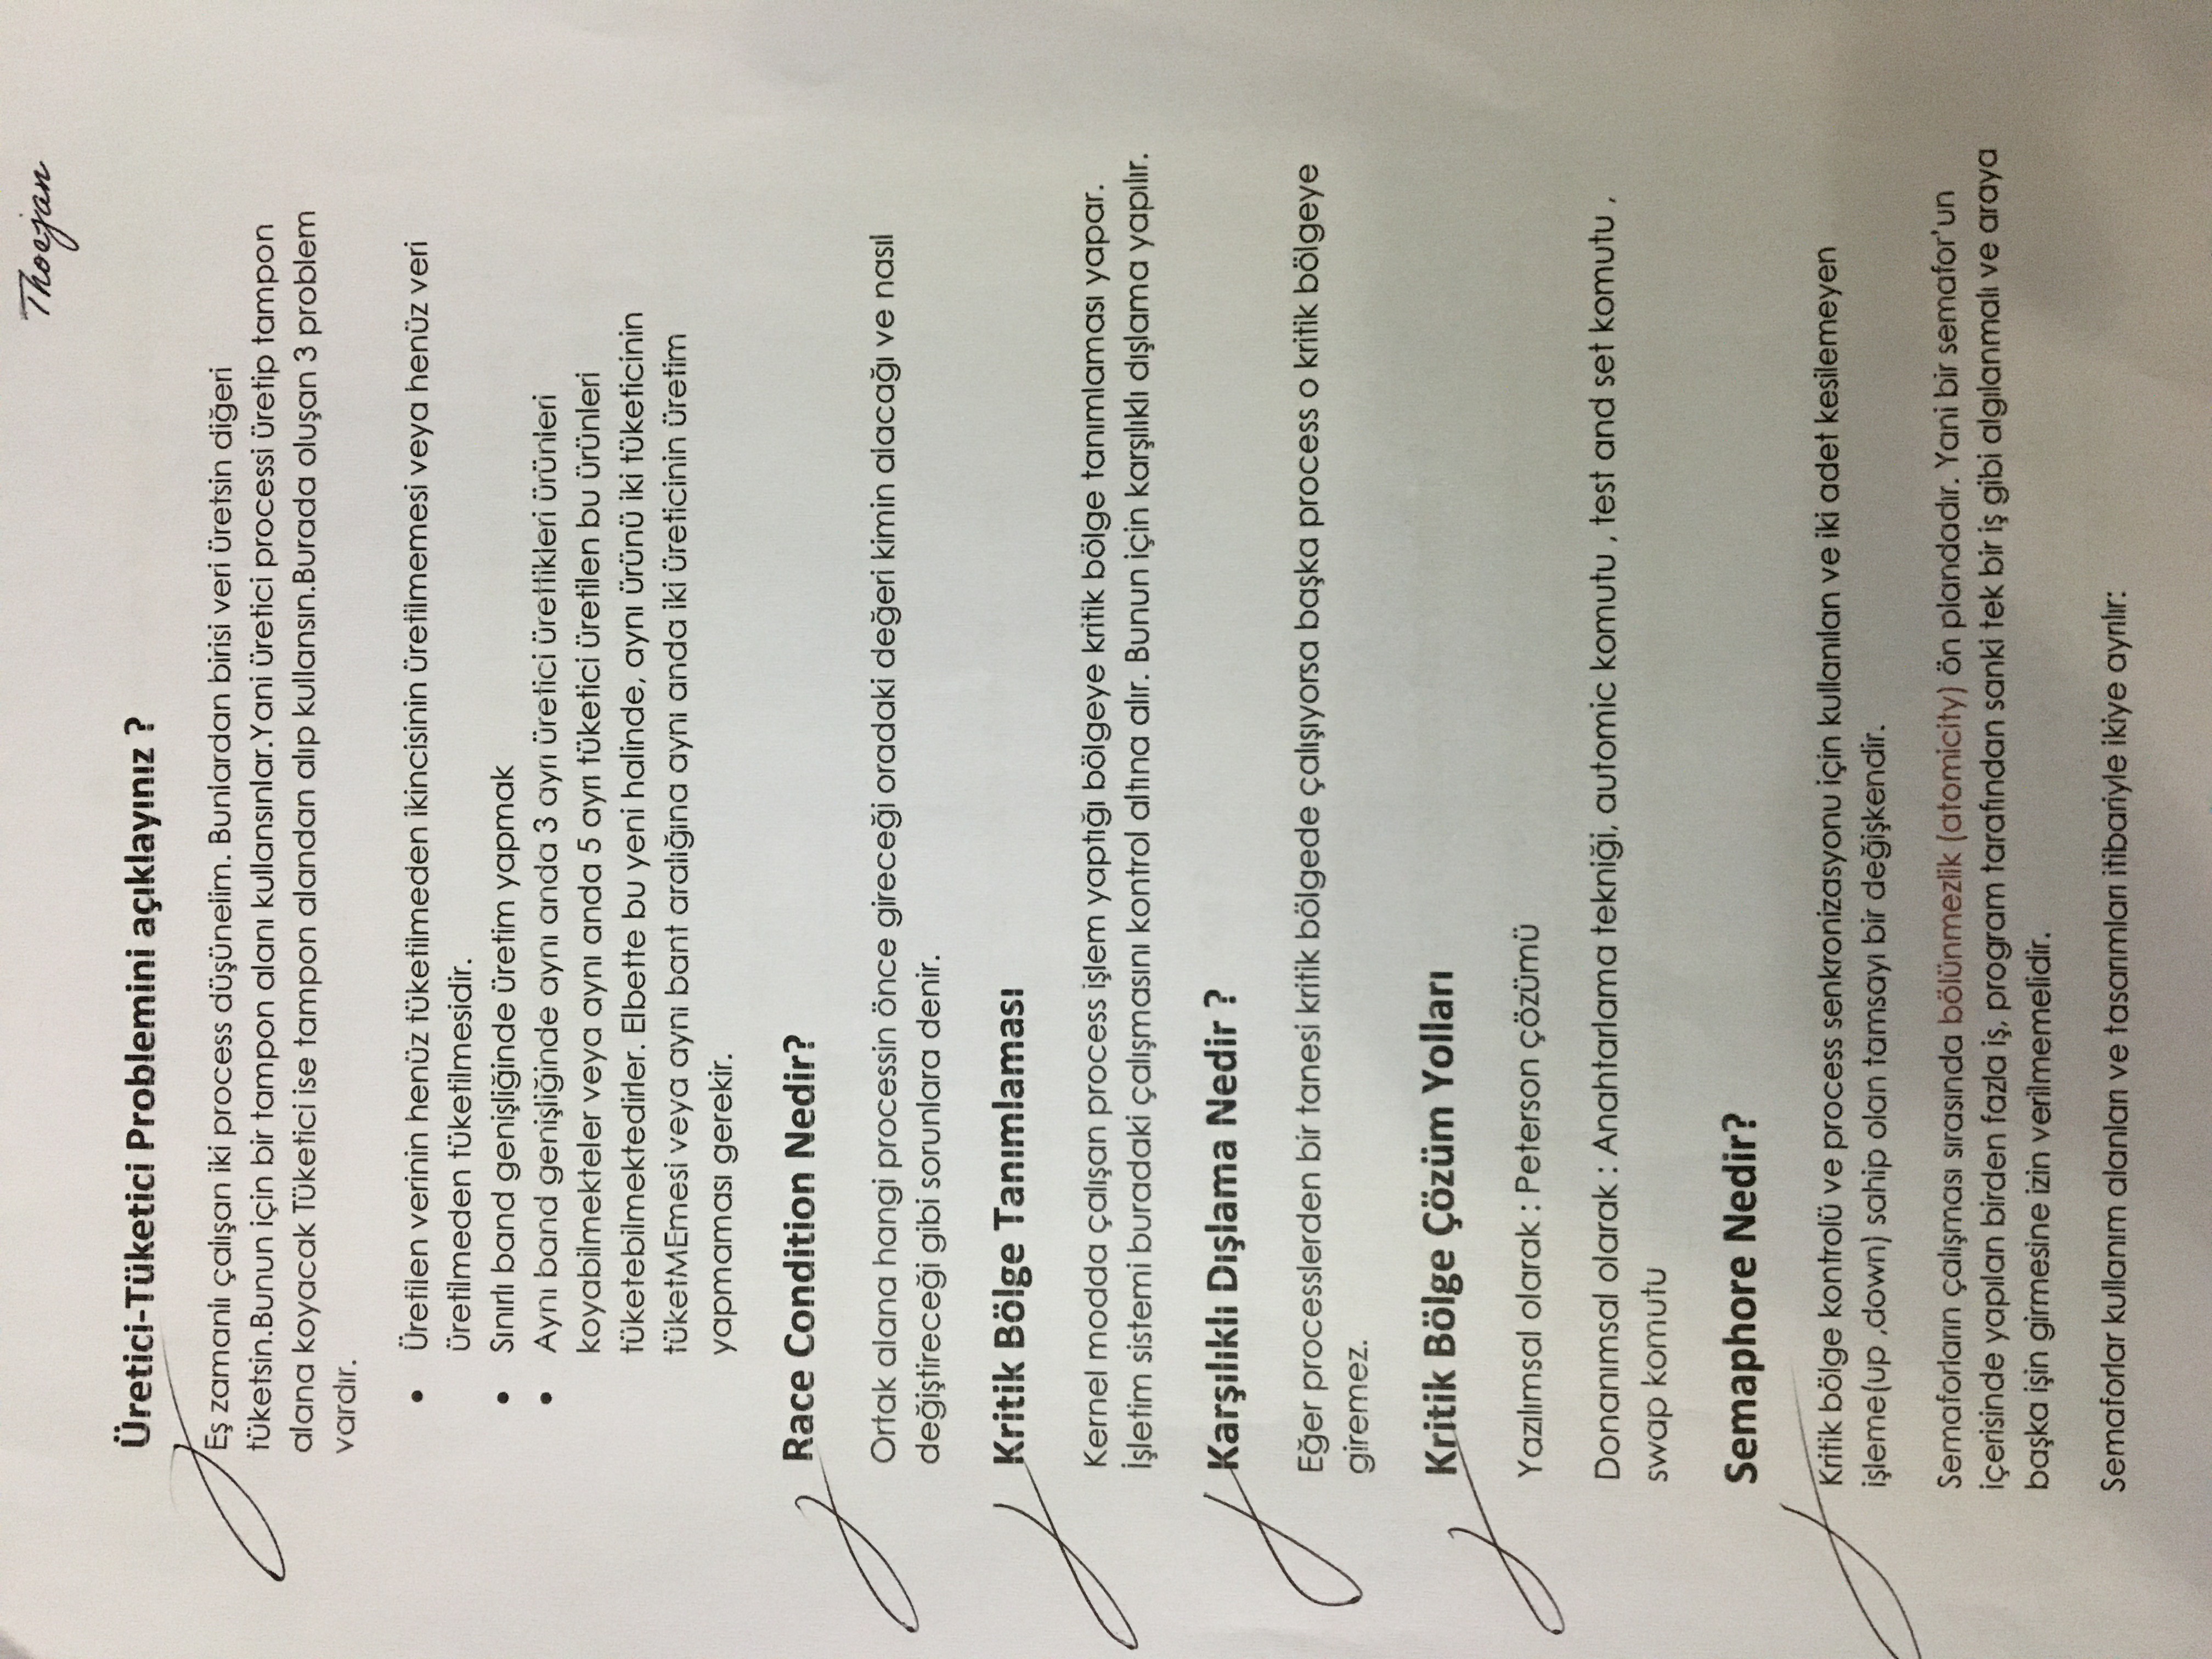 Thoejan
Üretici-Tüketici Problemini açıklayınız ?
Eş zamanlı çalışan iki process düşünelim. Bunlardan birisi veri üretsin diğeri
tüketsin.Bunun için bir tampon alanı kullansınlar.Yani üretici processi üretip tampon
alana koyacak Tüketici ise tampon alandan alıp kullansın.Burada oluşan 3 problem
vardır.
• Üretilen verinin henüz tüketilmeden ikincisinin üretilmemesi veya henüz veri
üretilmeden tüketilmesidir.
• Sınırlı band genişliğinde üretim yapmak
• Aynı band genişliğinde aynı anda 3 ayrı üretici ürettikleri ürünleri
koyabilmekteler veya aynı anda 5 ayrı tüketici üretilen bu ürünleri
tüketebilmektedirler. Elbette bu yeni halinde, aynı ürünü iki tüketicinin
tüketMEmesi veya aynı bant aralığına aynı anda iki üreticinin üretim
yapmaması gerekir.
Race Condition Nedir?
Ortak alana hangi processin önce gireceği oradaki değeri kimin alacağı ve nasıl
değiştireceği gibi sorunlara denir.
Kritik Bölge Tanımlaması
Kernel modda çalışan process işlem yaptığı bölgeye kritik bölge tanımlaması yapar.
İşletim sistemi buradaki çalışmasını kontrol altına alır. Bunun için karşılıklı dışlama yapılır.
Karşılıklı Dışlama Nedir ?
Eğer processlerden bir tanesi kritik bölgede çalışıyorsa başka process o kritik bölgeye
giremez.
Kritik Bölge Çözüm Yolları
Yazılımsal olarak : Peterson çözümü
Donanımsal olarak : Anahtarlama tekniği, automic komutu , test and set komutu ,
swap komutu
Semaphore Nedir?
Kritik bölge kontrolü ve process senkronizasyonu için kullanılan ve iki adet kesilemeyen
işleme(up ,down) sahip olan tamsayı bir değişkendir.
Semaforların çalışması sırasında bölünmezlik (atomicity) ön plandadır. Yani bir semafor'un
içerisinde yapılan birden fazla iş, program tarafından sanki tek bir iş gibi algılanmalı ve araya
başka işin girmesine izin verilmemelidir.
Semaforlar kullanım alanları ve tasarımları itibariyle ikiye ayrılır: